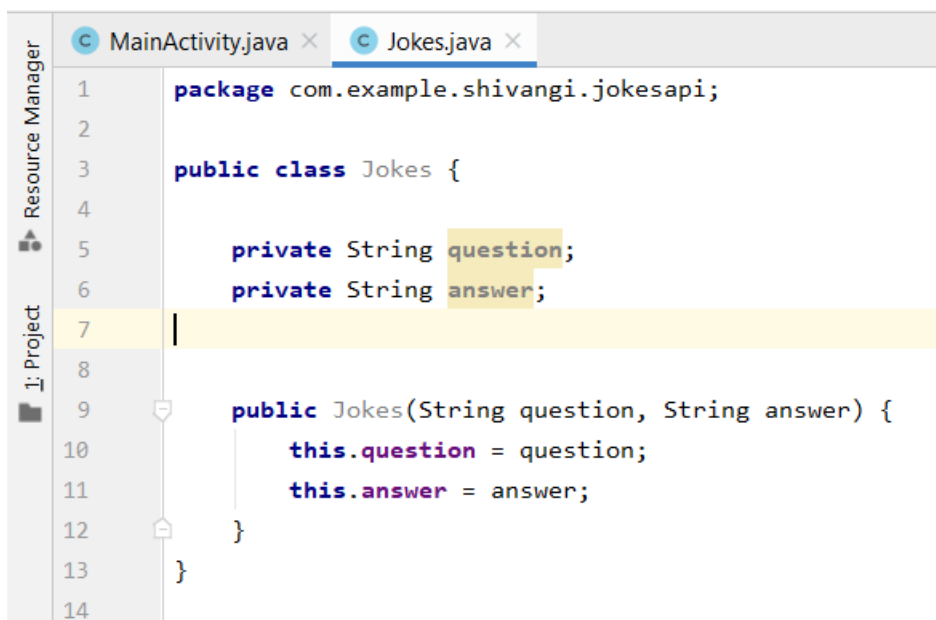 MainActivity.java
Jokes.java
Resource Manager
1: Project
1 package com.example.shivangi.jokesapi;
2
3 public class Jokes {
4
5 private String question;
6 private String answer;
7
8
9 public Jokes(String question, String answer) {
10 this.question = question;
11 this.answer = answer;
12 }
13 }
14